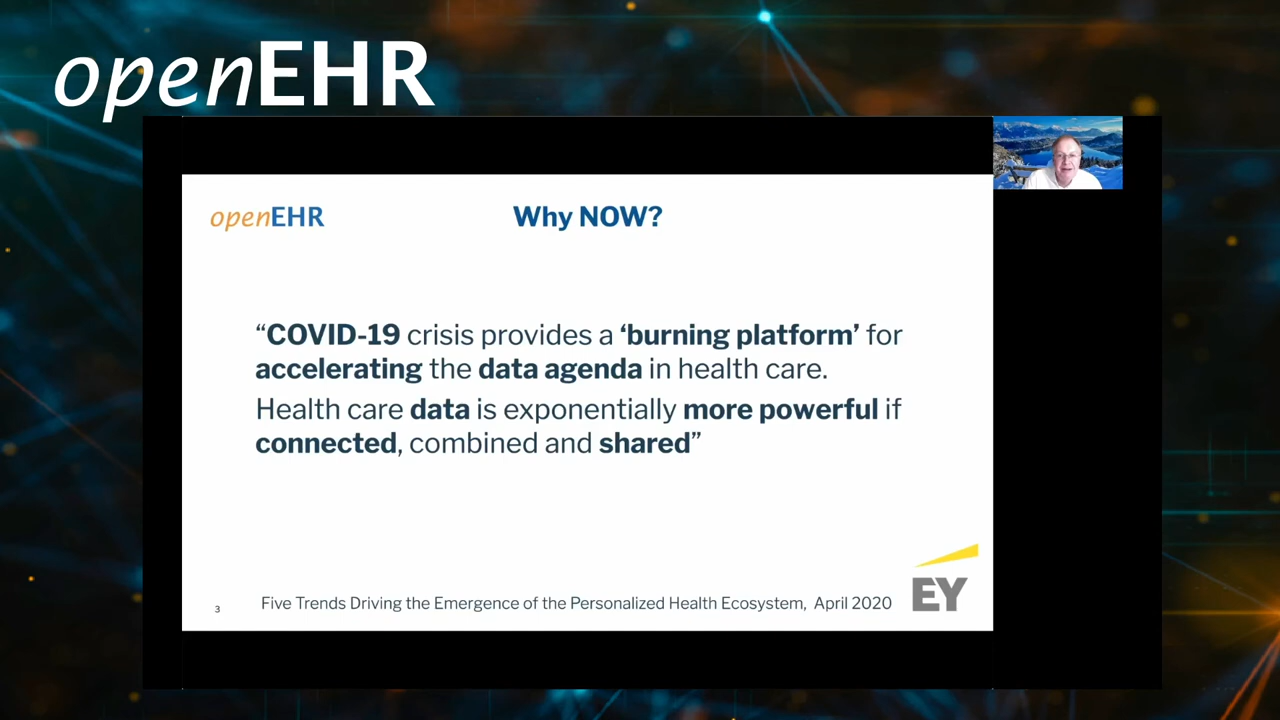 openEHR
openEHR
Why NOW?
“COVID-19 crisis provides a ‘burning platform’ for
accelerating the data agenda in health care.
Health care data is exponentially more powerful if
connected, combined and shared”
3
Five Trends Driving the Emergence of the Personalized Health Ecosystem, April 2020
EY